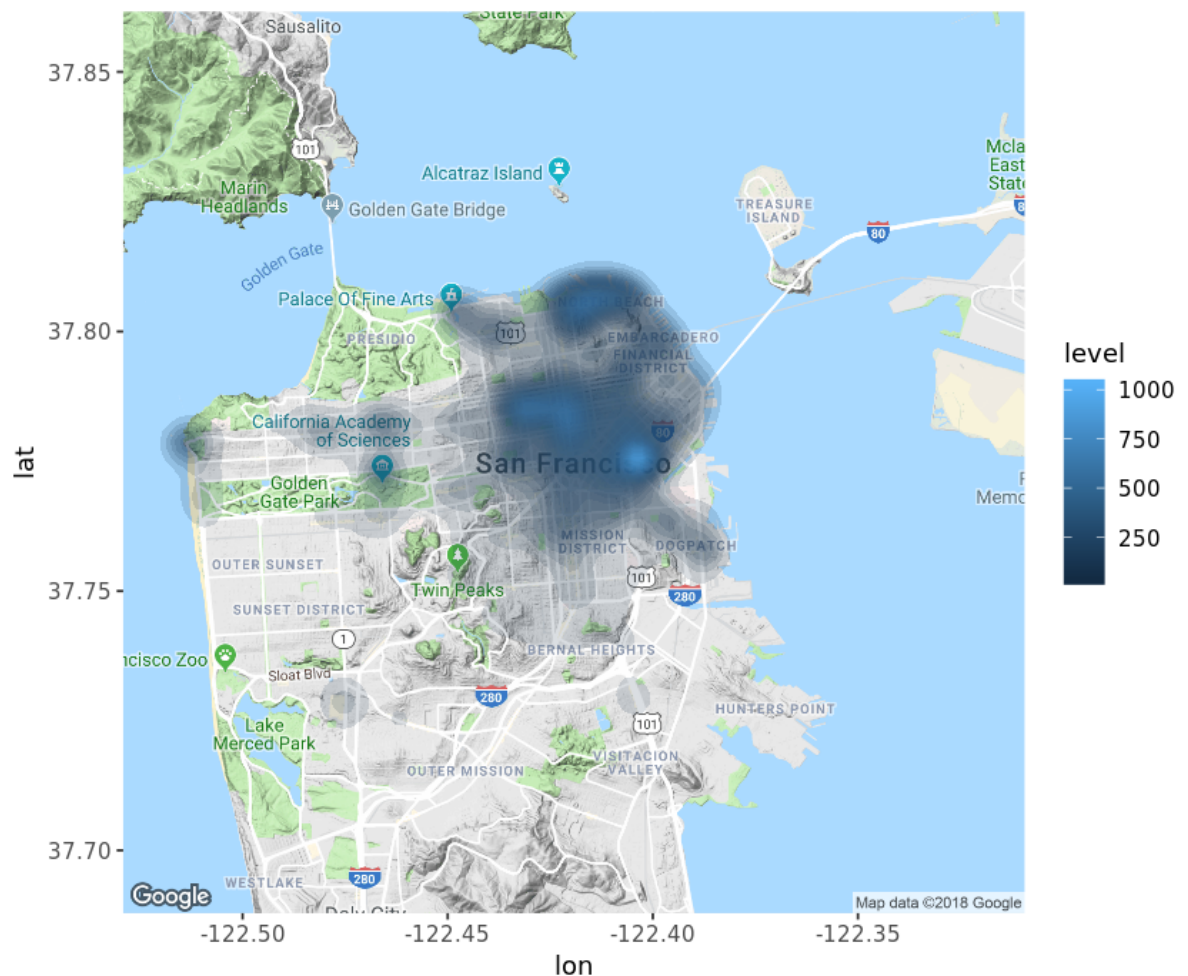 State Park
Sausalito
37.85
101
Mcla
East
State
Alcatraz Island
Marin
Headlands
Golden Gate Bridge
TREASURE
ISLAND
80
8
Golden Gate
Palace Of Fine Arts
NORTH BEACH
37.80
101
EMBARCADERO
PRESIDIO
FINANCIAL
DISTRICT
level
1000
750
500
250
California Academy
of Sciences
80
lat
San Francisco
Golden
Gate Park
F
Memo
MISSION
DISTRICT
DOGPATCH
OUTER SUNSET
101
37.75
Twin Peaks
280
SUNSET DISTRICT
1
BERNAL HEIGHTS
ncisco Zoo
Sloat Blvd
280
HUNTERS POINT
101
Lake
Merced Park
VISITACION
VALLEY
OUTER MISSION
37.70
280
WESTLAKE
Google
Map data ©2018 Google
Daly City
-122.50
-122.45
-122.40
-122.35
lon